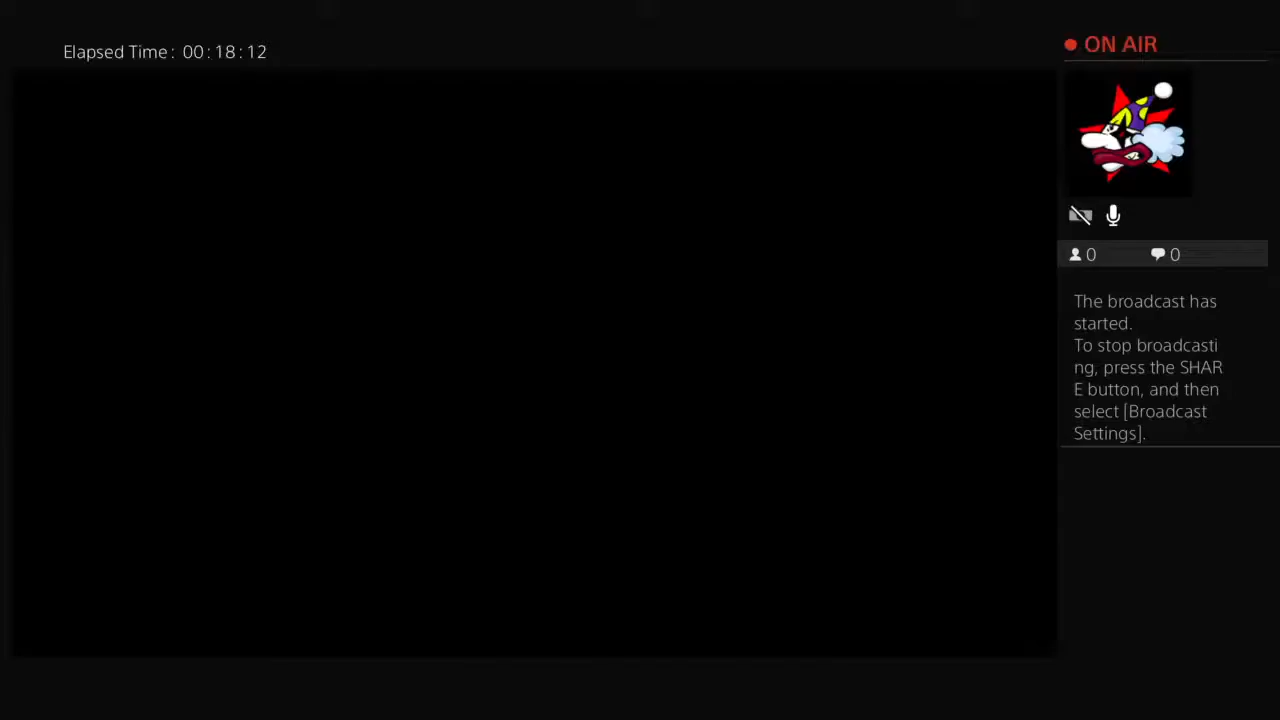 Elapsed Time: 00:18:12
ON AIR
0 0
The broadcast has
started.
To stop broadcasti
ng, press the SHAR
E button, and then
select [Broadcast
Settings].